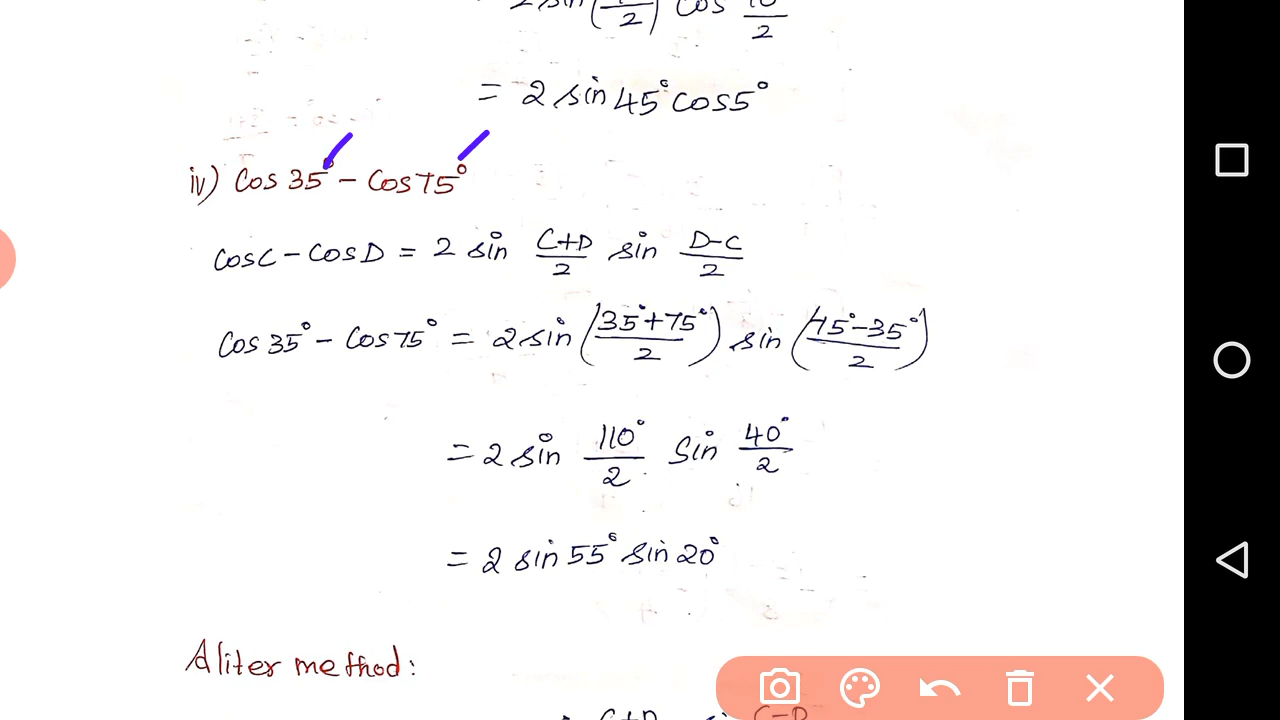 = 2 sin 45° cos5°
iv) Cos 35° - Cos 75°
cosC - cosD = 2 sin C+D/2 sin D-C/2
Cos 35° - Cos 75° = 2 sin (35°+75°/2) sin (75°-35°/2)
= 2 sin 110°/2 Sin 40°/2
= 2 sin 55° sin 20°
Aliter method:
C+D C-D